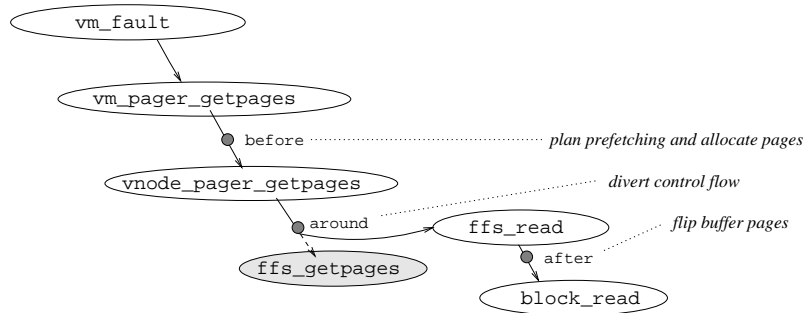 vm_fault
vm_pager_getpages
before
plan prefetching and allocate pages
vnode_pager_getpages
divert control flow
around
ffs_read
flip buffer pages
ffs_getpages
after
block_read